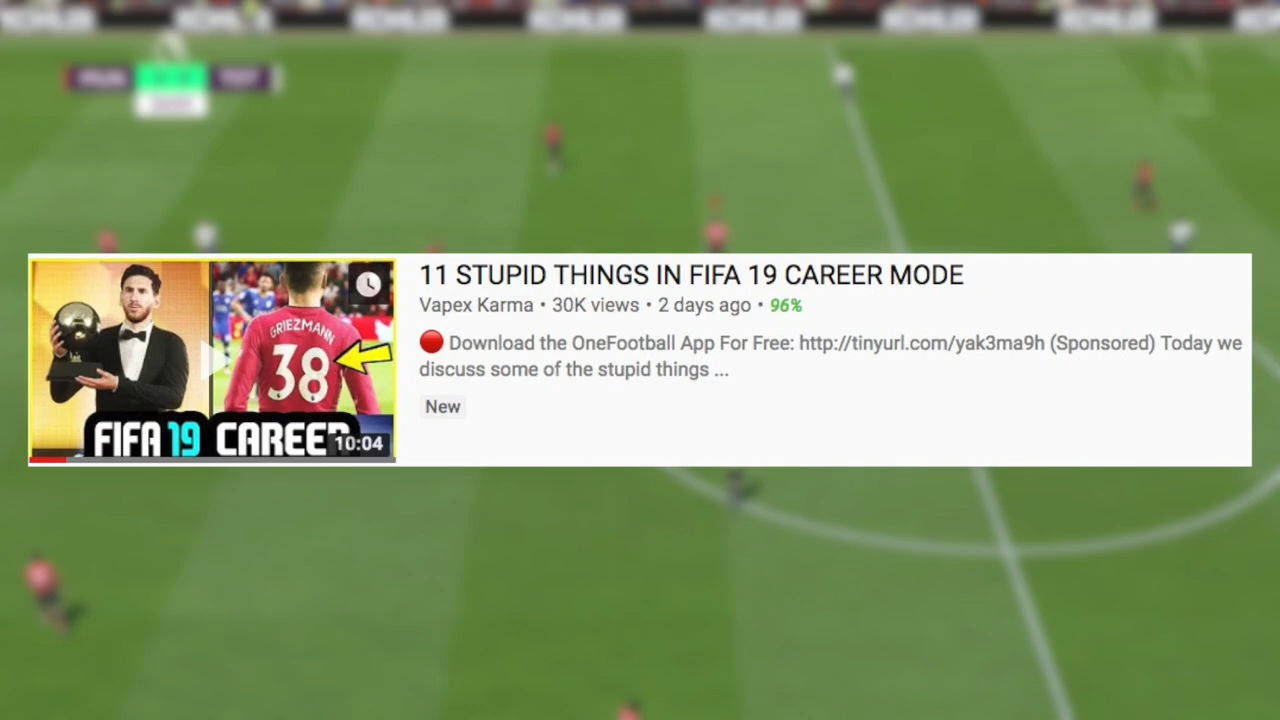 11 STUPID THINGS IN FIFA 19 CAREER MODE
Vapex Karma • 30K views • 2 days ago • 96%
Download the OneFootball App For Free: http://tinyurl.com/yak3ma9h (Sponsored) Today we
discuss some of the stupid things ...
New
GRIEZMANN
38
FIFA 19 CAREER
10:04